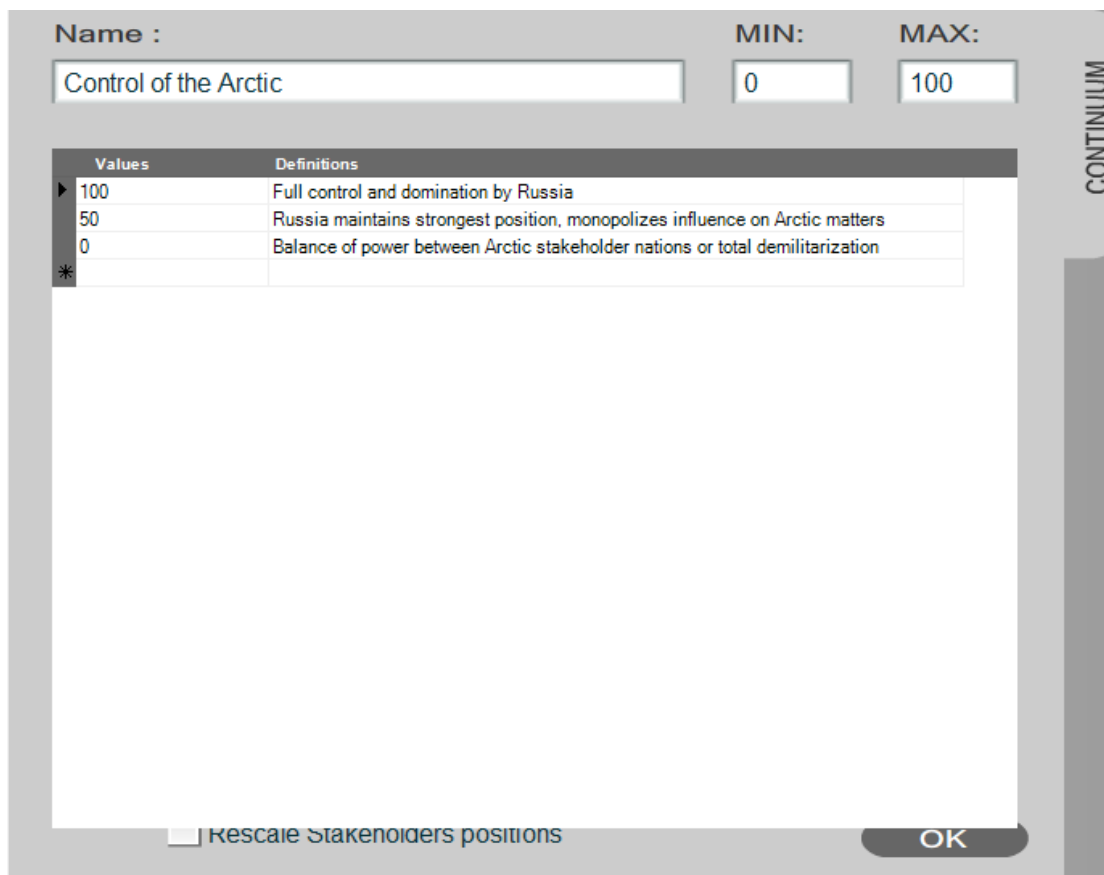 Name : MIN: MAX:
Control of the Arctic 0 100
CONTINUUM
Values Definitions
100 Full control and domination by Russia
50 Russia maintains strongest position, monopolizes influence on Arctic matters
0 Balance of power between Arctic stakeholder nations or total demilitarization
Rescale Stakeholders positions OK